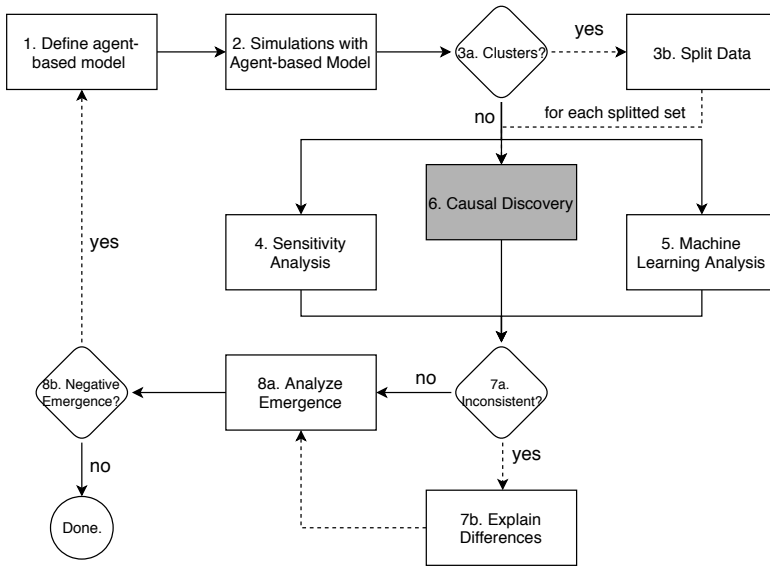 1. Define agent-
based model
2. Simulations with
Agent-based Model
3a. Clusters?
yes
3b. Split Data
no
for each splitted set
6. Causal Discovery
4. Sensitivity
Analysis
5. Machine
Learning Analysis
yes
8b. Negative
Emergence?
8a. Analyze
Emergence
no
7a.
Inconsistent?
yes
no
Done.
7b. Explain
Differences